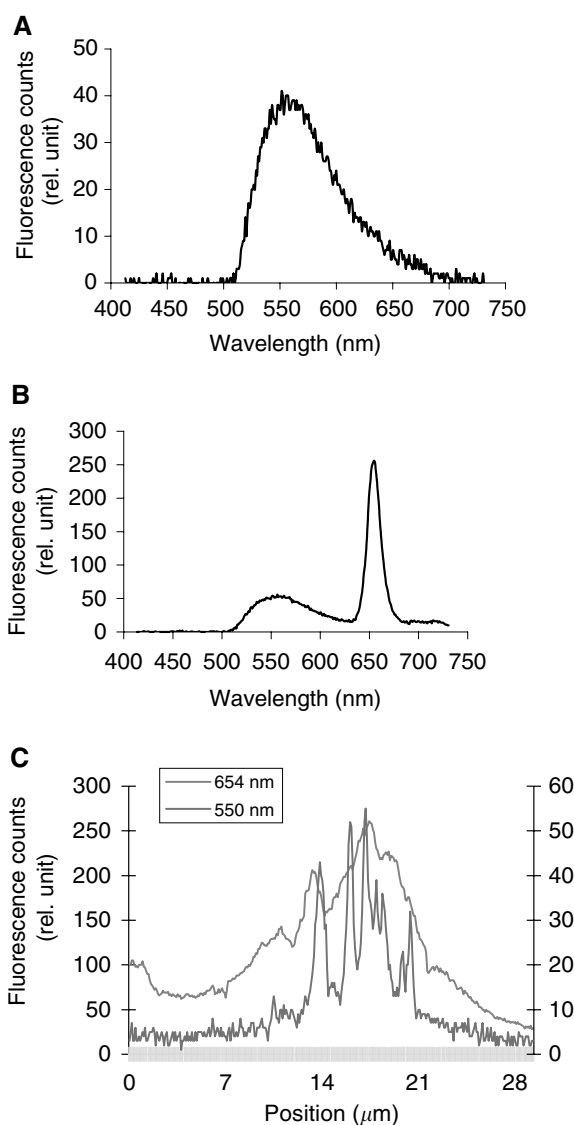 A
50
40
30
20
10
0
400 450 500 550 600 650 700 750
Fluorescence counts
(rel. unit)
Wavelength (nm)
B
300
250
200
150
100
50
0
400 450 500 550 600 650 700 750
Fluorescence counts
(rel. unit)
Wavelength (nm)
C
654 nm
550 nm
300
250
200
150
100
50
0
60
50
40
30
20
10
0
0 7 14 21 28
Fluorescence counts
(rel. unit)
Position (μm)